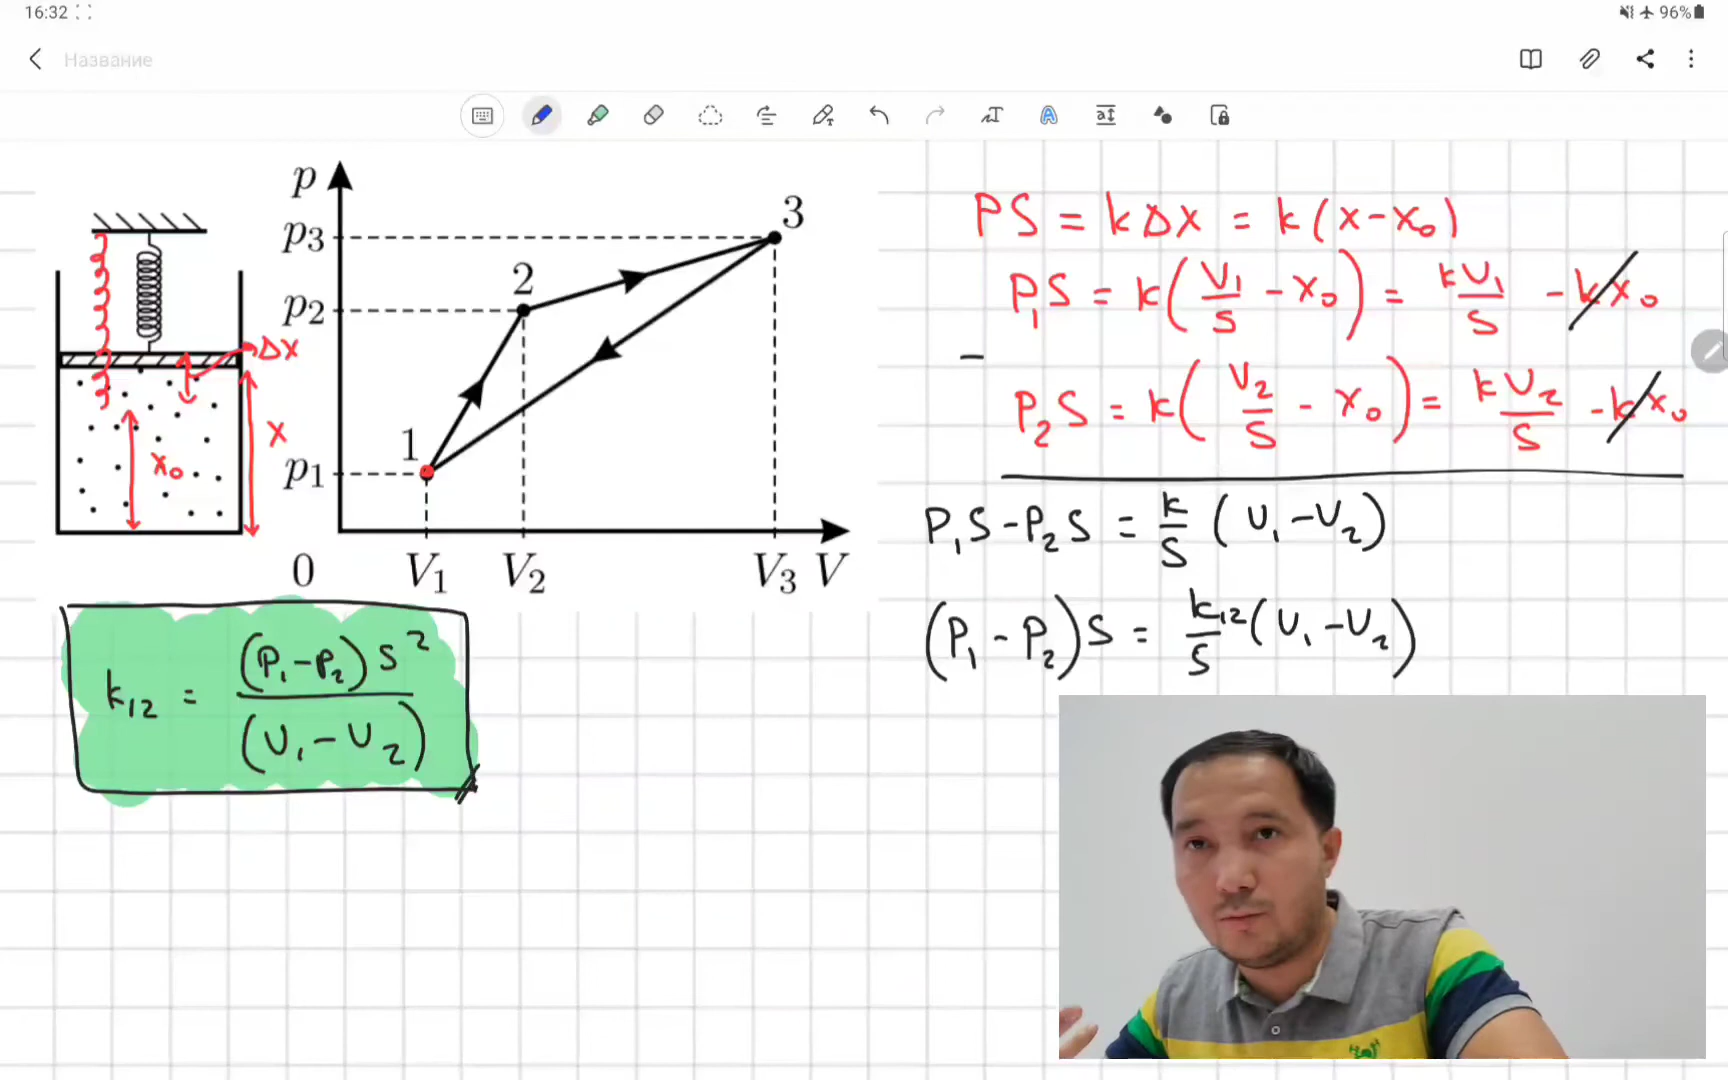 16:32
96%
Название
p
p3
p2
p1
0
V1
V2
V3
V
1
2
3
Δx
x
x₀
PS = kΔx = k(x-x₀)
P₁S = k(V₁/S - x₀) = kV₁/S - kx₀
-
P₂S = k(V₂/S - x₀) = kV₂/S - kx₀
P₁S - P₂S = k/S (V₁ - V₂)
(P₁ - P₂)S = k₁₂/S (V₁ - V₂)
k₁₂ = (P₁ - P₂)S² / (V₁ - V₂)